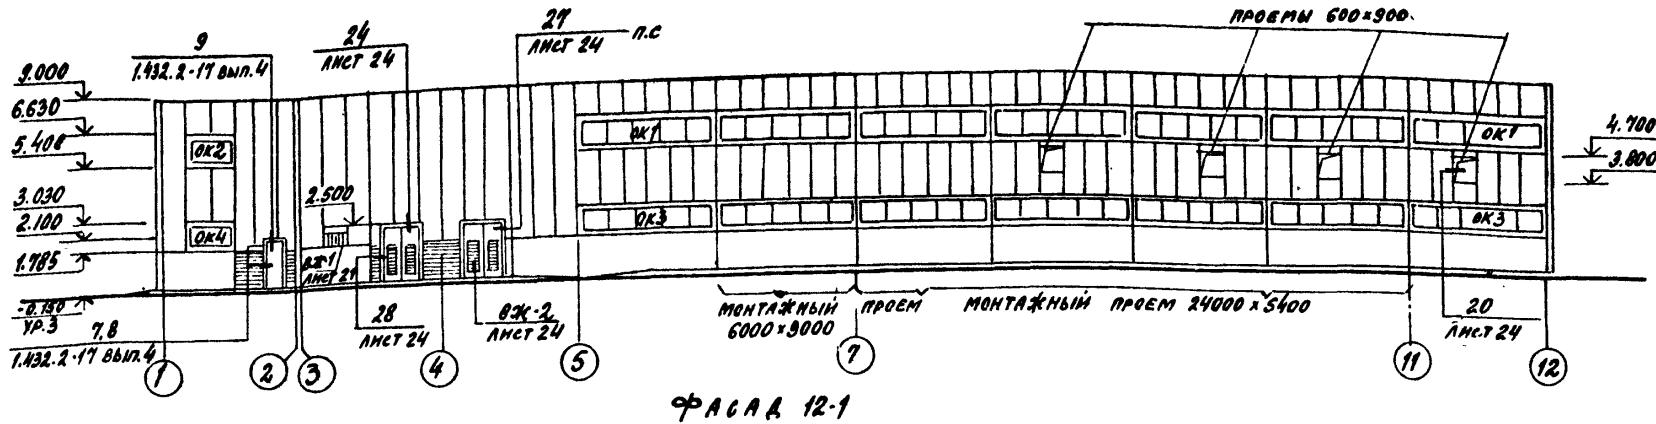 ПРОЕМЫ 600×900
9
1.432.2-17 вып.4
24
ЛИСТ 24
27
ЛИСТ 24
п.с
9.000
6.630
5.408
3.030
2.100
1.785
-0.150
УР.З
2.500
4.700
3.800
ОК2
ОК4
ОК1
ОК3
ОК1
ОК3
ВЖ-1
ЛИСТ 21
7,8
1.432.2-17 вып.4
28
ЛИСТ 24
ВЖ-2
ЛИСТ 24
МОНТАЖНЫЙ ПРОЕМ
6000×9000
МОНТАЖНЫЙ ПРОЕМ 24000×5400
20
ЛИСТ 24
1
2
3
4
5
7
11
12
ФАСАД 12-1